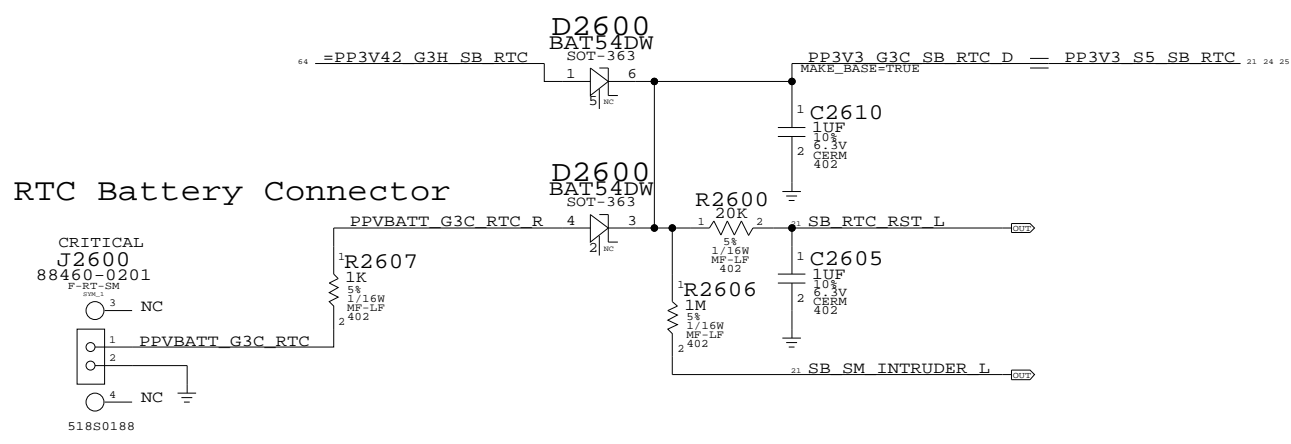 D2600
BAT54DW
SOT-363
64 =PP3V42_G3H_SB_RTC
1 6
5 NC
PP3V3_G3C_SB_RTC_D
MAKE_BASE=TRUE
PP3V3_S5_SB_RTC 21 24 25
1 C2610
1UF
10%
6.3V
2 CERM
402
RTC Battery Connector
D2600
BAT54DW
SOT-363
PPVBATT_G3C_RTC_R 4 3
2 NC
R2600
20K
1 2
5%
1/16W
MF-LF
402
21 SB_RTC_RST_L OUT
1 C2605
1UF
10%
6.3V
2 CERM
402
1 R2607
1K
5%
1/16W
MF-LF
2 402
1 R2606
1M
5%
1/16W
MF-LF
2 402
CRITICAL
J2600
88460-0201
F-RT-SM
SYM_1
3 NC
1 PPVBATT_G3C_RTC
2
4 NC
518S0188
21 SB_SM_INTRUDER_L OUT